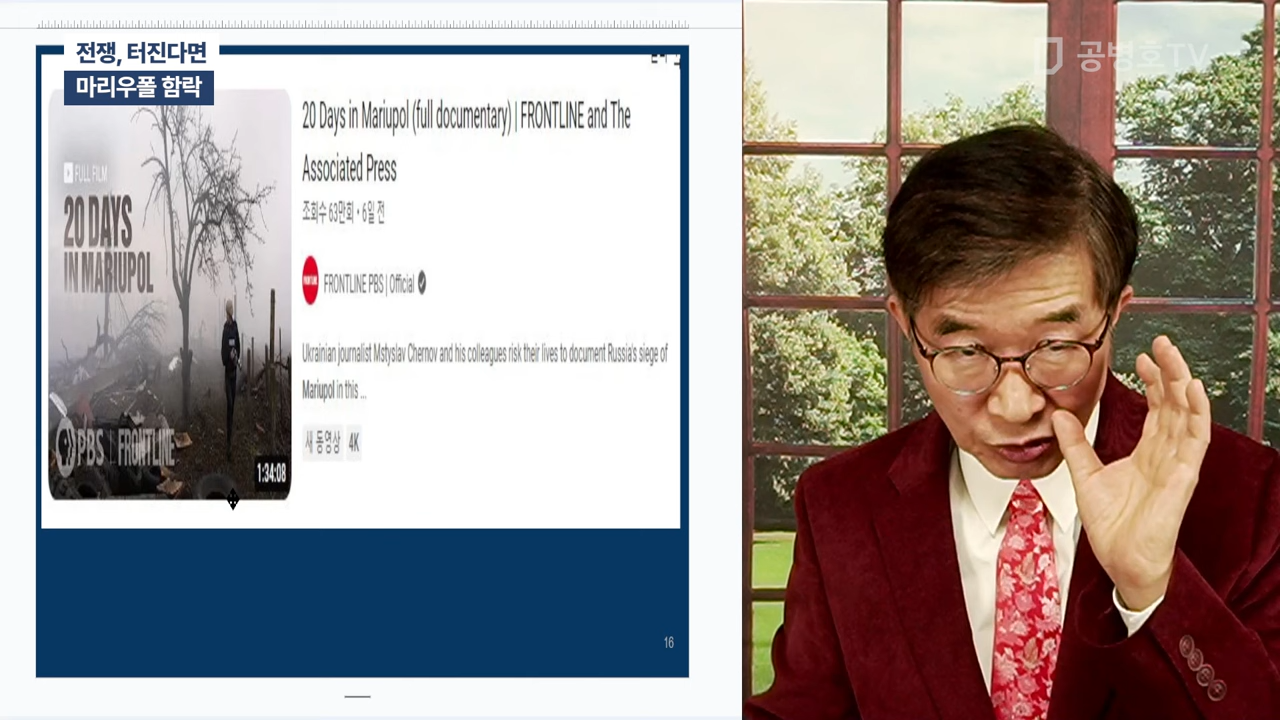 전쟁, 터진다면
마리우폴 함락
공병호TV
20 Days in Mariupol (full documentary) | FRONTLINE and The
Associated Press
조회수 63만회 • 6일 전
FULL FILM
20 DAYS
IN MARIUPOL
FRONTLINE
FRONTLINE PBS | Official
Ukrainian journalist Mstyslav Chernov and his colleagues risk their lives to document Russia's siege of
Mariupol in this ...
새 동영상 4K
PBS | FRONTLINE
1:34:08
16